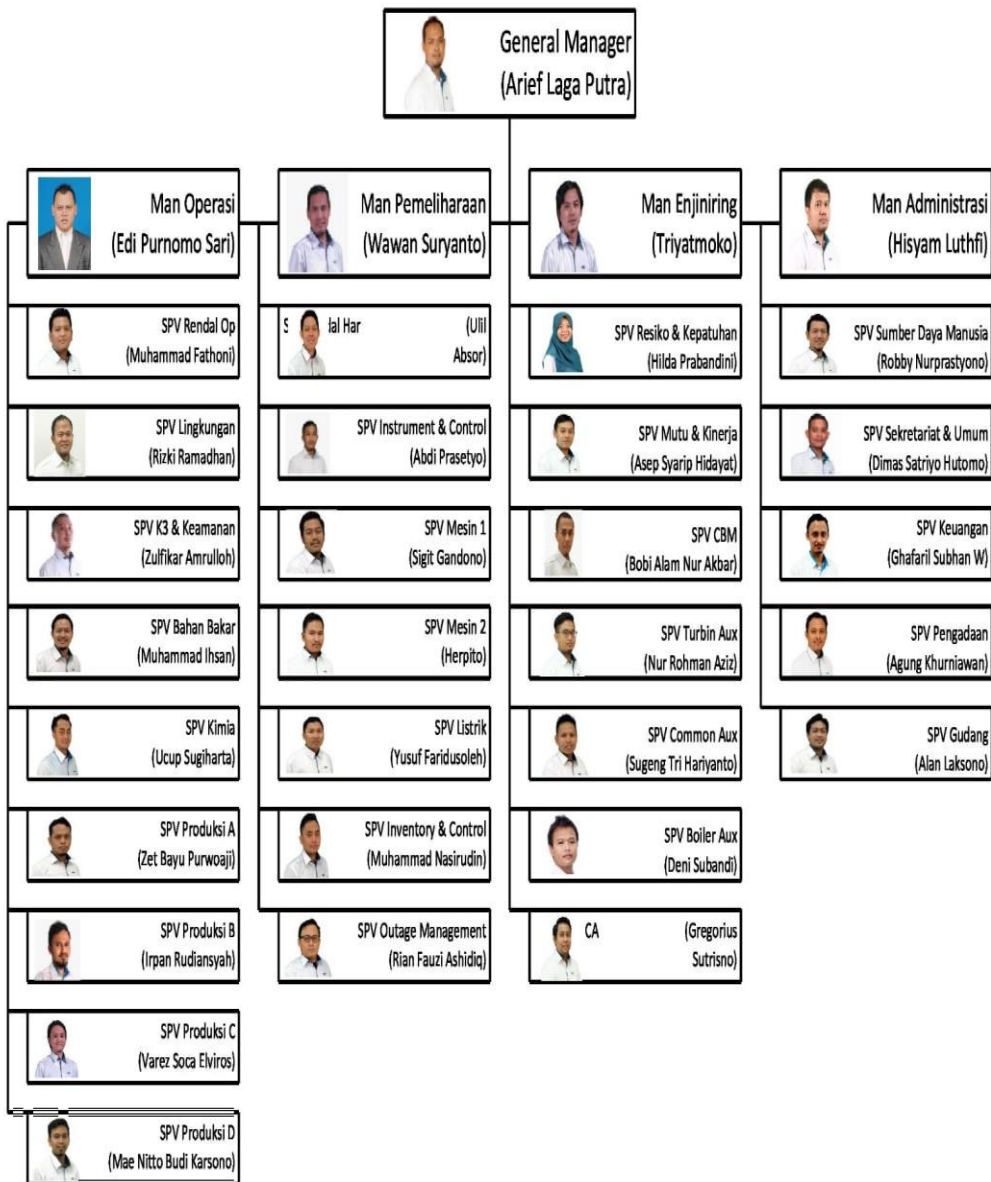 General Manager
(Arief Laga Putra)
Man Operasi
(Edi Purnomo Sari)
Man Pemeliharaan
(Wawan Suryanto)
Man Enjiniring
(Triyatmoko)
Man Administrasi
(Hisyam Luthfi)
SPV Rendal Op
(Muhammad Fathoni)
SPV Lingkungan
(Rizki Ramadhan)
SPV K3 & Keamanan
(Zulfikar Amrulloh)
SPV Bahan Bakar
(Muhammad Ihsan)
SPV Kimia
(Ucup Sugiharta)
SPV Produksi A
(Zet Bayu Purwoaji)
SPV Produksi B
(Irpan Rudiansyah)
SPV Produksi C
(Varez Soca Elviros)
SPV Produksi D
(Mae Nitto Budi Karsono)
Har (Ulil
Absor)
SPV Instrument & Control
(Abdi Prasetyo)
SPV Mesin 1
(Sigit Gandono)
SPV Mesin 2
(Herpito)
SPV Listrik
(Yusuf Faridusoleh)
SPV Inventory & Control
(Muhammad Nasirudin)
SPV Outage Management
(Rian Fauzi Ashidiq)
SPV Resiko & Kepatuhan
(Hilda Prabandini)
SPV Mutu & Kinerja
(Asep Syarip Hidayat)
SPV CBM
(Bobi Alam Nur Akbar)
SPV Turbin Aux
(Nur Rohman Aziz)
SPV Common Aux
(Sugeng Tri Hariyanto)
SPV Boiler Aux
(Deni Subandi)
CA (Gregorius
Sutrisno)
SPV Sumber Daya Manusia
(Robby Nurprastyono)
SPV Sekretariat & Umum
(Dimas Satriyo Hutomo)
SPV Keuangan
(Ghafaril Subhan W)
SPV Pengadaan
(Agung Khurniawan)
SPV Gudang
(Alan Laksono)